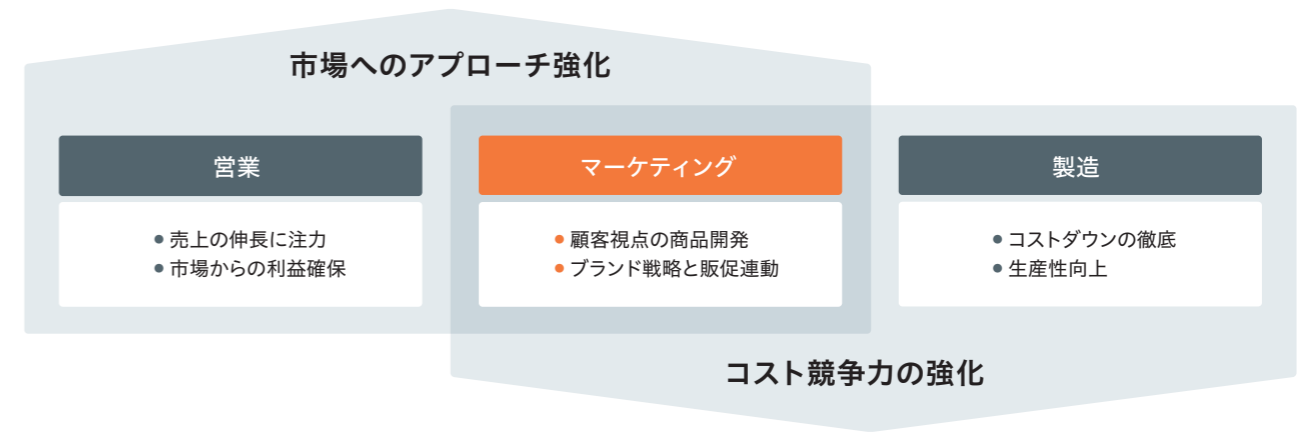 市場へのアプローチ強化
営業
● 売上の伸長に注力
● 市場からの利益確保
マーケティング
● 顧客視点の商品開発
● ブランド戦略と販促連動
製造
● コストダウンの徹底
● 生産性向上
コスト競争力の強化